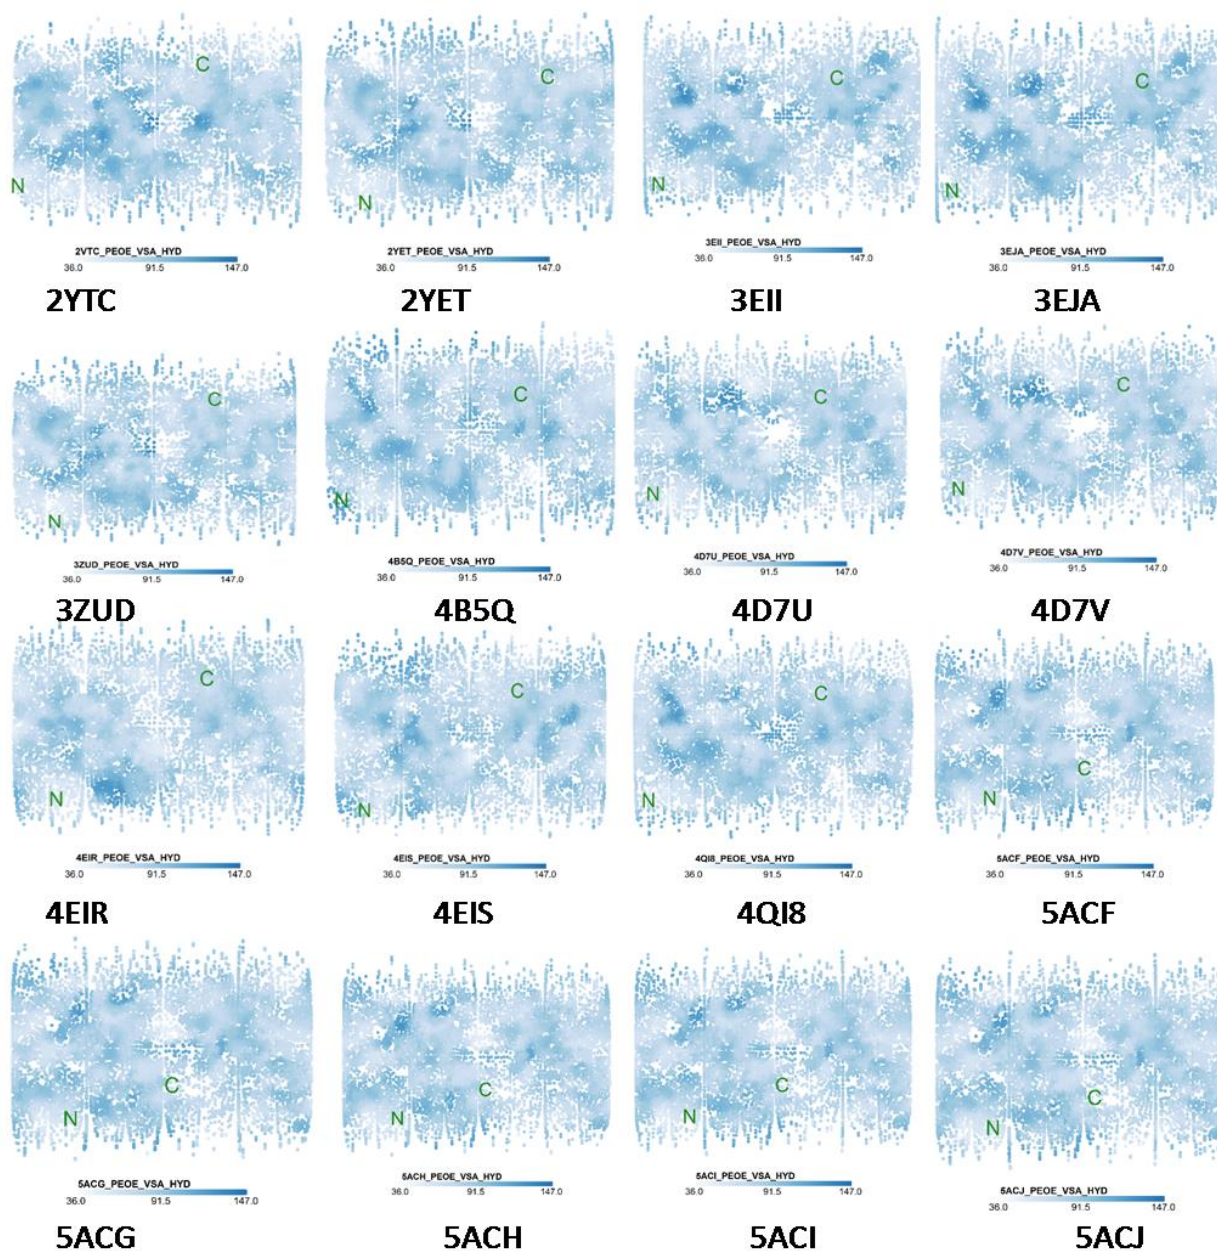 C
N
2VTC_PEOE_VSA_HYD
36.0 91.5 147.0
2YTC
C
N
2YET_PEOE_VSA_HYD
36.0 91.5 147.0
2YET
C
N
3EII_PEOE_VSA_HYD
36.0 91.5 147.0
3EII
C
N
3EJA_PEOE_VSA_HYD
36.0 91.5 147.0
3EJA
C
N
3ZUD_PEOE_VSA_HYD
36.0 91.5 147.0
3ZUD
C
N
4B5Q_PEOE_VSA_HYD
36.0 91.5 147.0
4B5Q
C
N
4D7U_PEOE_VSA_HYD
36.0 91.5 147.0
4D7U
C
N
4D7V_PEOE_VSA_HYD
36.0 91.5 147.0
4D7V
C
N
4EIR_PEOE_VSA_HYD
36.0 91.5 147.0
4EIR
C
N
4EIS_PEOE_VSA_HYD
36.0 91.5 147.0
4EIS
C
N
4QI8_PEOE_VSA_HYD
36.0 91.5 147.0
4QI8
C
N
5ACF_PEOE_VSA_HYD
36.0 91.5 147.0
5ACF
C
N
5ACG_PEOE_VSA_HYD
36.0 91.5 147.0
5ACG
C
N
5ACH_PEOE_VSA_HYD
36.0 91.5 147.0
5ACH
C
N
5ACI_PEOE_VSA_HYD
36.0 91.5 147.0
5ACI
C
N
5ACJ_PEOE_VSA_HYD
36.0 91.5 147.0
5ACJ